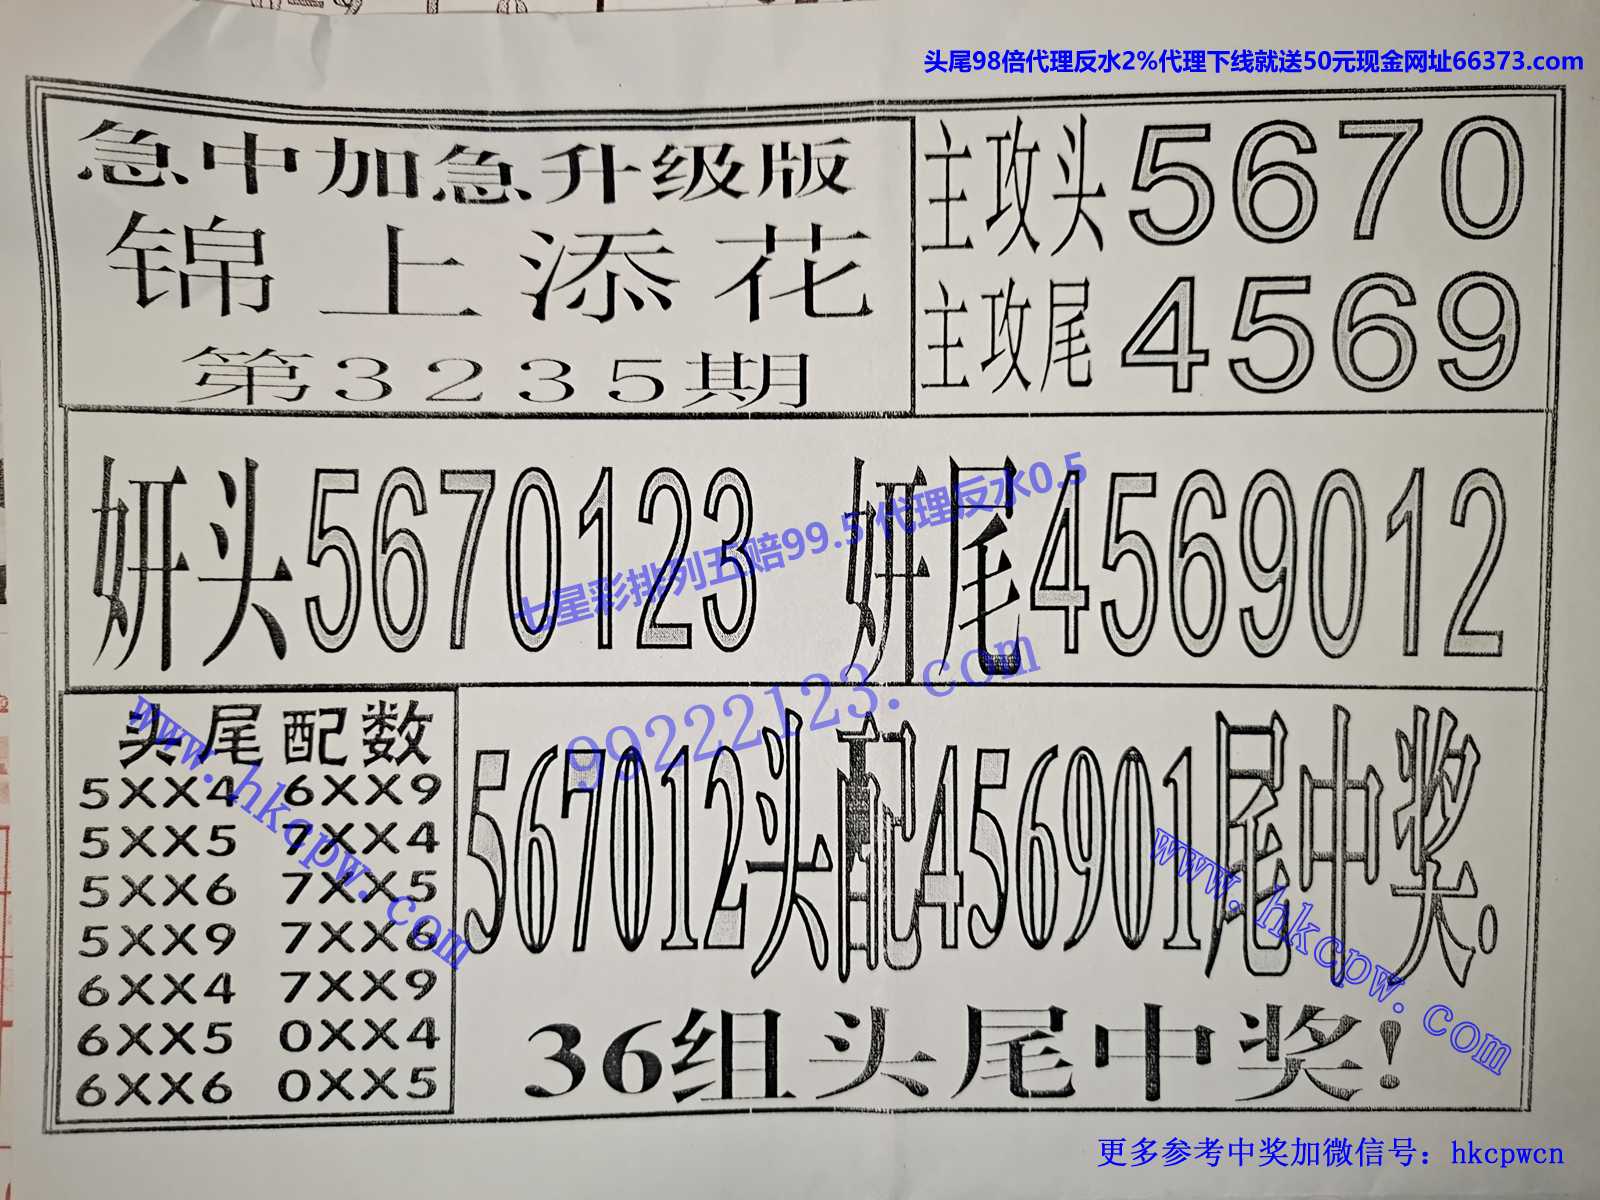 头尾98倍代理反水2%代理下线就送50元现金网址66373.com
急中加急升级版
锦上添花
第3235期
主攻头5670
主攻尾4569
妍头5670123
妍尾4569012
七星彩排列五赔99.5 代理反水0.5
99222123.com
头尾配数
5XX4 6XX9
5XX5 7XX4
5XX6 7XX5
5XX9 7XX6
6XX4 7XX9
6XX5 0XX4
6XX6 0XX5
www.hkcpw.com
567012头配456901尾中奖.
36组头尾中奖!
www.hkcpw.com
更多参考中奖加微信号：hkcpwcn